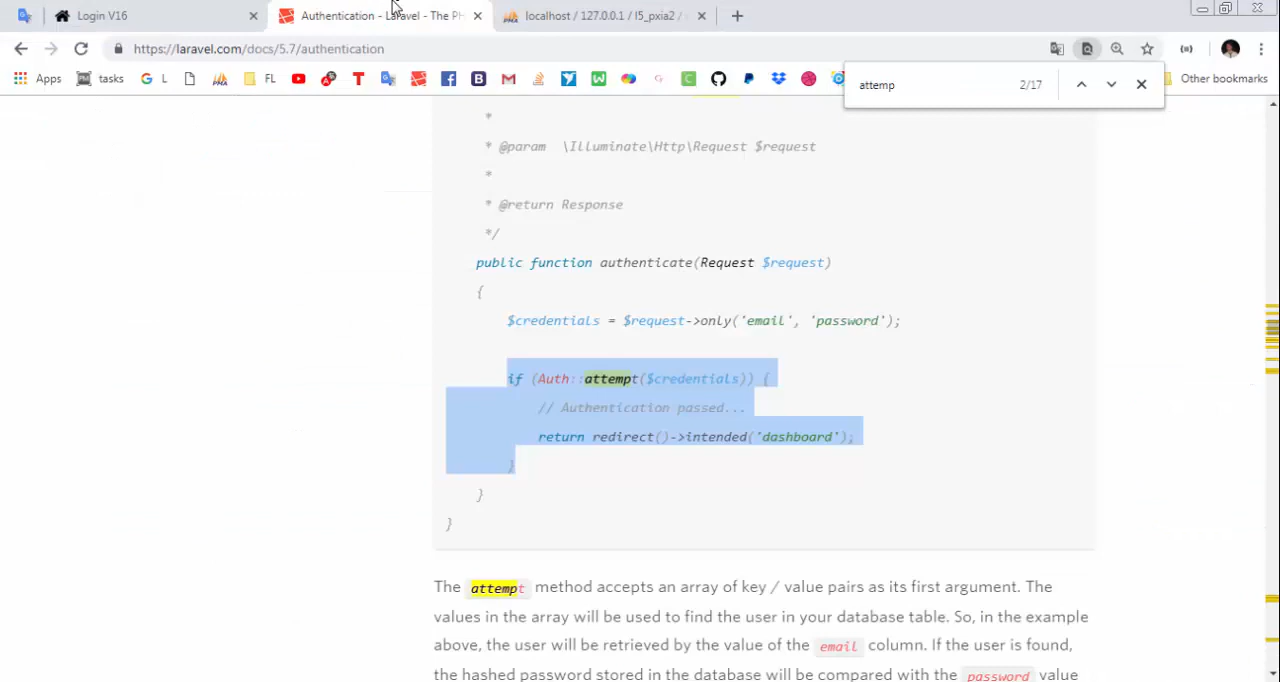 Login V16
Authentication - Laravel - The PH
localhost / 127.0.0.1 / l5_pxia2 /
https://laravel.com/docs/5.7/authentication
Apps
tasks
L
FL
Other bookmarks
attemp
2/17
*
* @param \Illuminate\Http\Request $request
*
* @return Response
*/
public function authenticate(Request $request)
{
$credentials = $request->only('email', 'password');
if (Auth::attempt($credentials)) {
// Authentication passed...
return redirect()->intended('dashboard');
}
}
}
The attempt method accepts an array of key / value pairs as its first argument. The
values in the array will be used to find the user in your database table. So, in the example
above, the user will be retrieved by the value of the email column. If the user is found,
the hashed password stored in the database will be compared with the password value